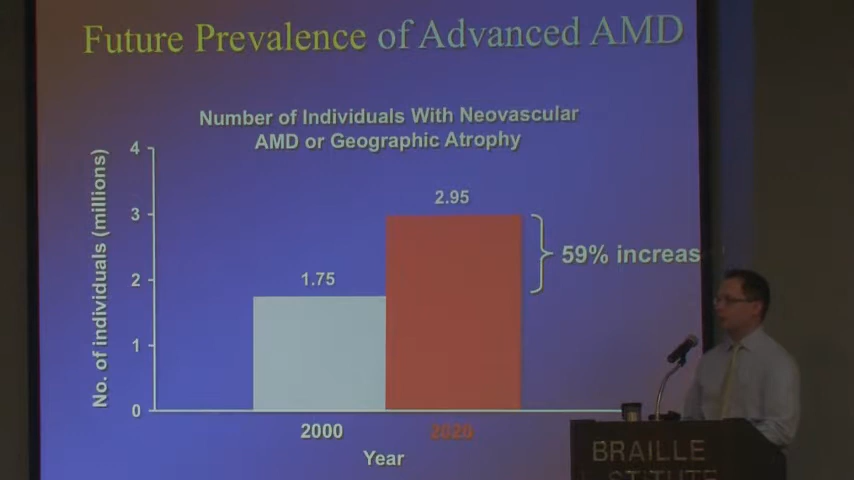 Future Prevalence of Advanced AMD
Number of Individuals With Neovascular
AMD or Geographic Atrophy
No. of individuals (millions)
4
3
2
1
0
2.95
1.75
59% increas
2000
2020
Year
BRAILLE